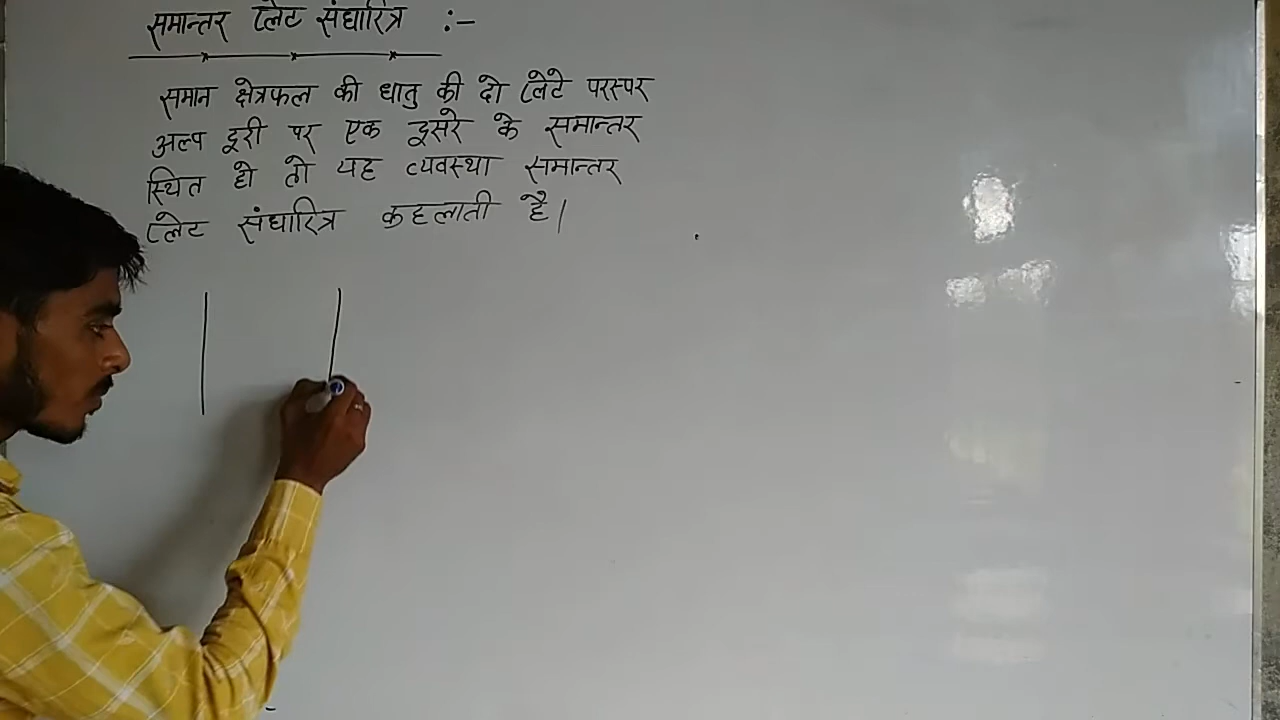 समान्तर प्लेट संधारित्र :-
समान क्षेत्रफल की धातु की दो प्लेटे परस्पर
अल्प दूरी पर एक दूसरे के समान्तर
स्थित हो तो यह व्यवस्था समान्तर
प्लेट संधारित्र कहलाती है।